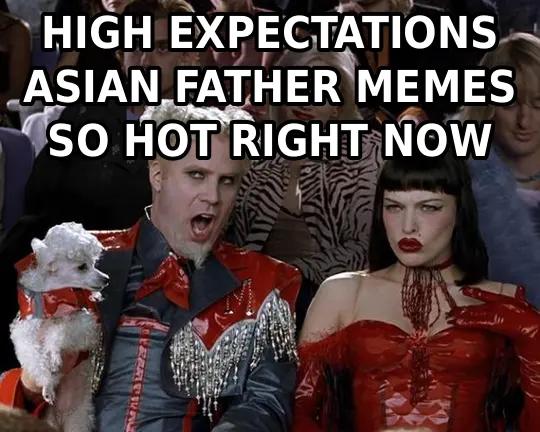 HIGH EXPECTATIONS
ASIAN FATHER MEMES
SO HOT RIGHT NOW